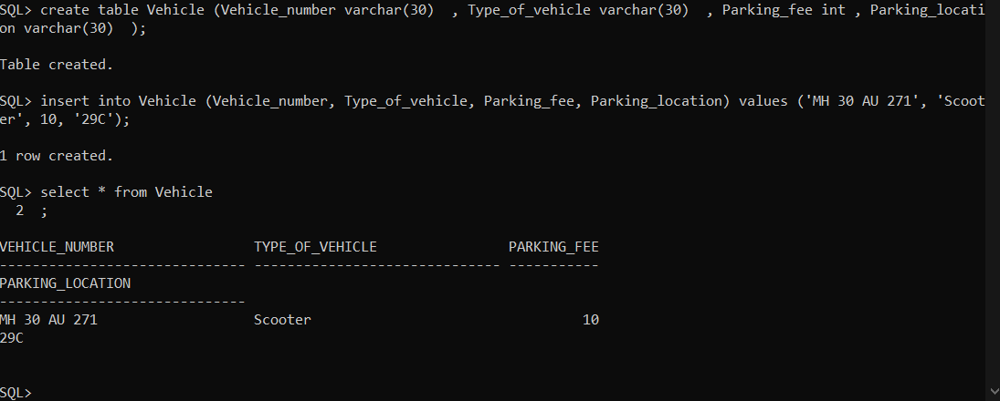 SQL> create table Vehicle (Vehicle_number varchar(30)  , Type_of_vehicle varchar(30)  , Parking_fee int , Parking_locati
on varchar(30)  );
Table created.
SQL> insert into Vehicle (Vehicle_number, Type_of_vehicle, Parking_fee, Parking_location) values ('MH 30 AU 271', 'Scoot
er', 10, '29C');
1 row created.
SQL> select * from Vehicle
  2  ;
VEHICLE_NUMBER                 TYPE_OF_VEHICLE                PARKING_FEE
------------------------------ ------------------------------ -----------
PARKING_LOCATION
------------------------------
MH 30 AU 271                   Scooter                                 10
29C
SQL>